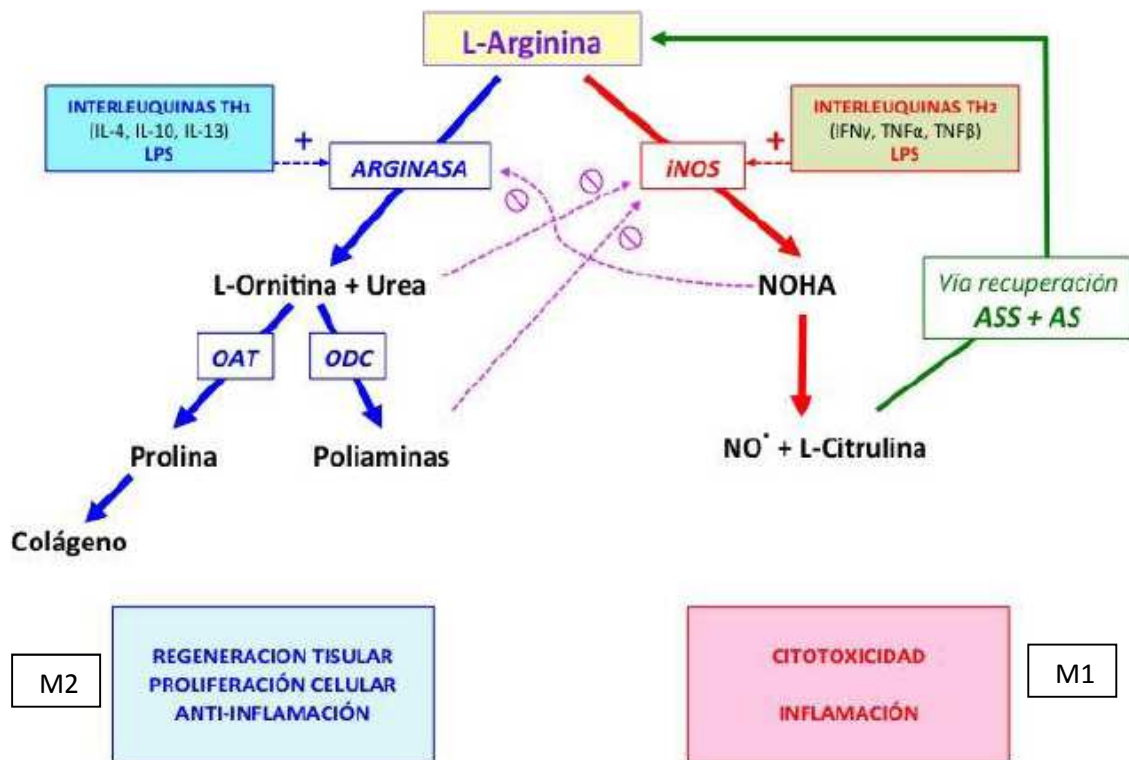 L-Arginina
INTERLEUQUINAS TH1
(IL-4, IL-10, IL-13)
LPS
+
ARGINASA
iNOS
+
INTERLEUQUINAS TH2
(IFNγ, TNFα, TNFβ)
LPS
L-Ornitina + Urea
NOHA
Vía recuperación
ASS + AS
OAT
ODC
Prolina
Poliaminas
NO˙ + L-Citrulina
Colágeno
M2
REGENERACION TISULAR
PROLIFERACIÓN CELULAR
ANTI-INFLAMACIÓN
CITOTOXICIDAD
INFLAMACIÓN
M1